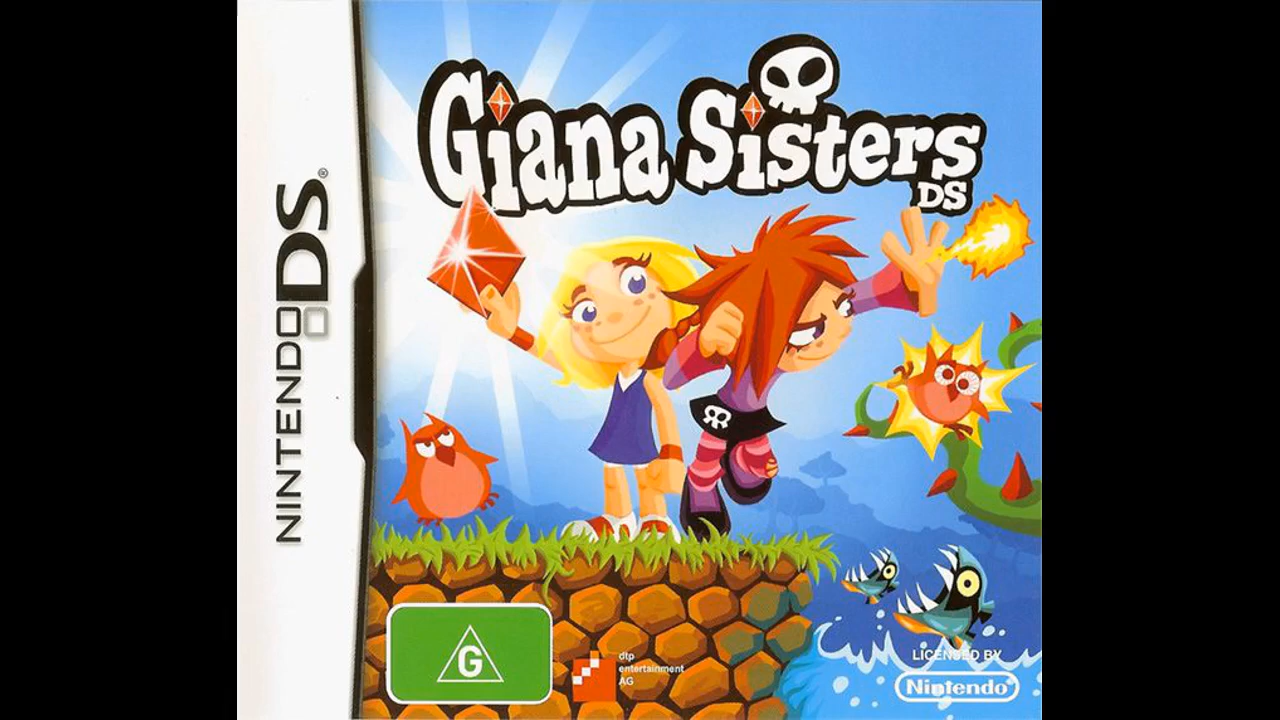 Giana Sisters
DS
NINTENDO DS®
G
dtp
entertainment
AG
LICENSED BY
Nintendo®